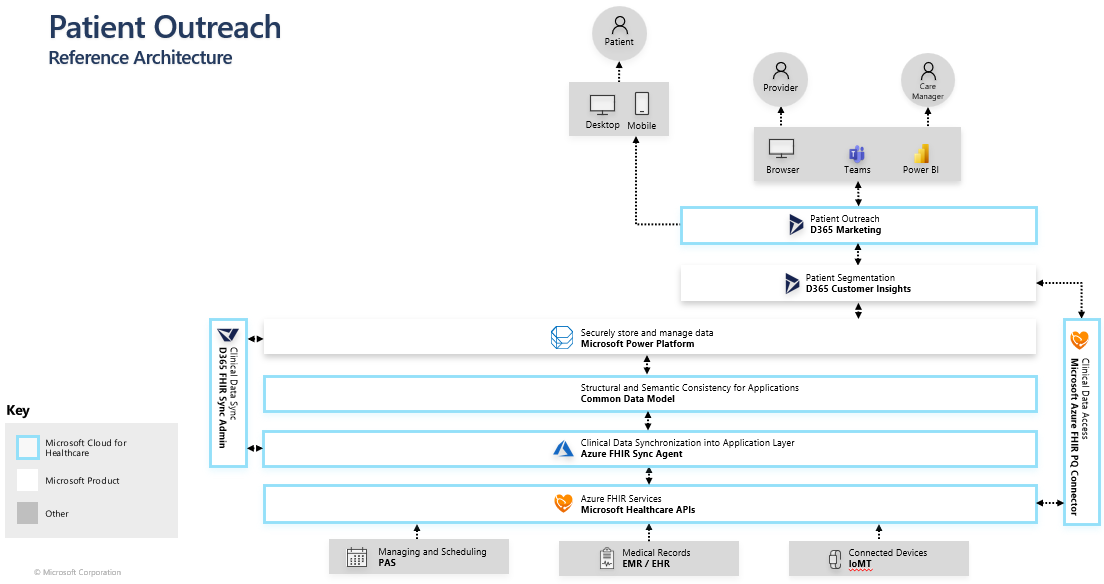 Patient Outreach
Reference Architecture
Patient
Desktop
Mobile
Provider
Care
Manager
Browser
Teams
Power BI
Patient Outreach
D365 Marketing
Patient Segmentation
D365 Customer Insights
Securely store and manage data
Microsoft Power Platform
Structural and Semantic Consistency for Applications
Common Data Model
Clinical Data Synchronization into Application Layer
Azure FHIR Sync Agent
Azure FHIR Services
Microsoft Healthcare APIs
Clinical Data Sync
D365 FHIR Sync Admin
Clinical Data Access
Microsoft Azure FHIR PQ Connector
Managing and Scheduling
PAS
Medical Records
EMR / EHR
Connected Devices
IoMT
Key
Microsoft Cloud for
Healthcare
Microsoft Product
Other
© Microsoft Corporation